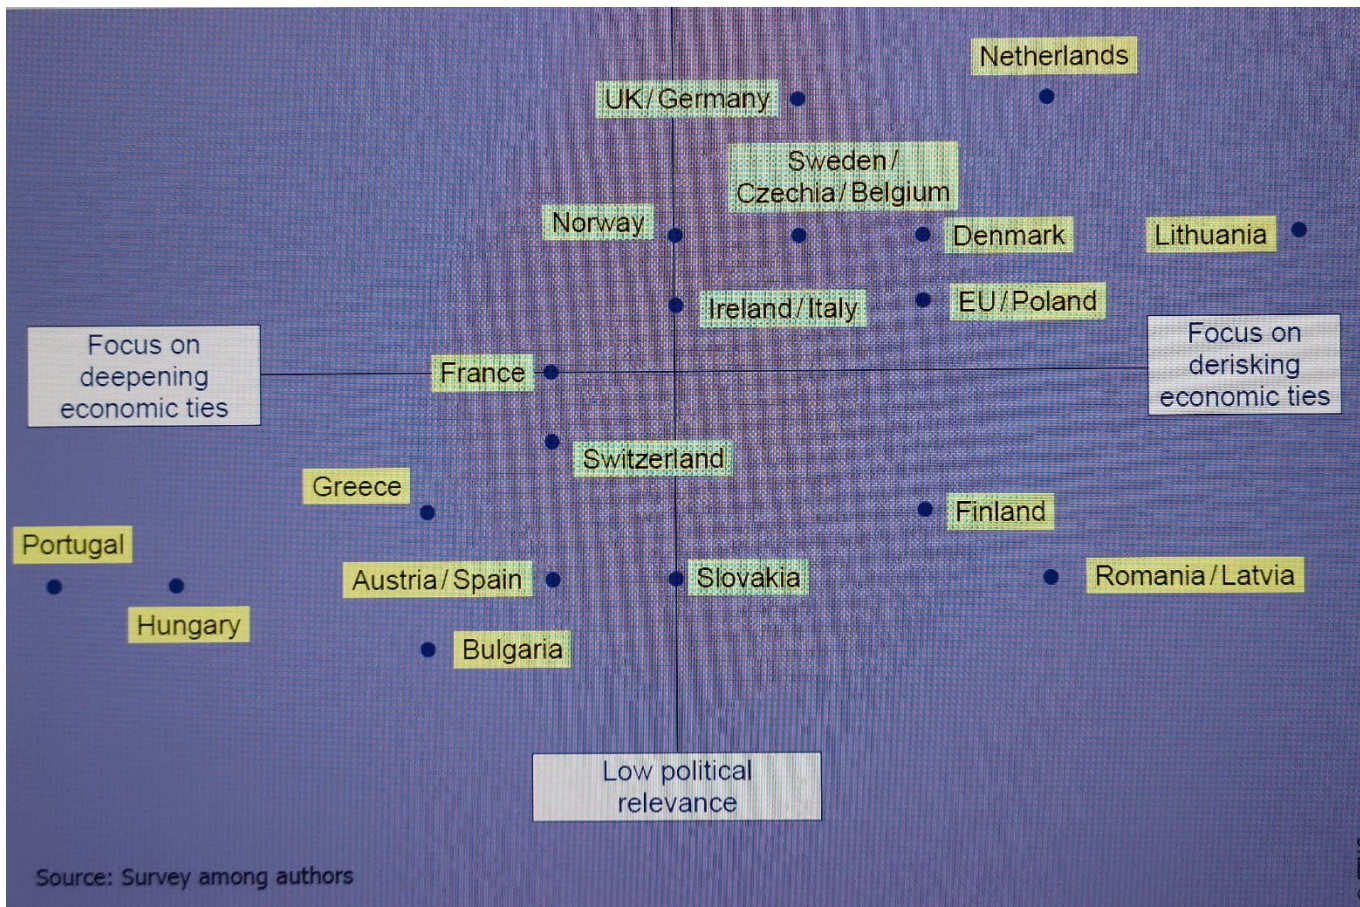 Netherlands
UK/Germany
Sweden/
Czechia/Belgium
Norway
Denmark
Lithuania
Ireland/Italy
EU/Poland
Focus on
deepening
economic ties
France
Focus on
derisking
economic ties
Switzerland
Greece
Finland
Portugal
Austria/Spain
Slovakia
Romania/Latvia
Hungary
Bulgaria
Low political
relevance
Source: Survey among authors